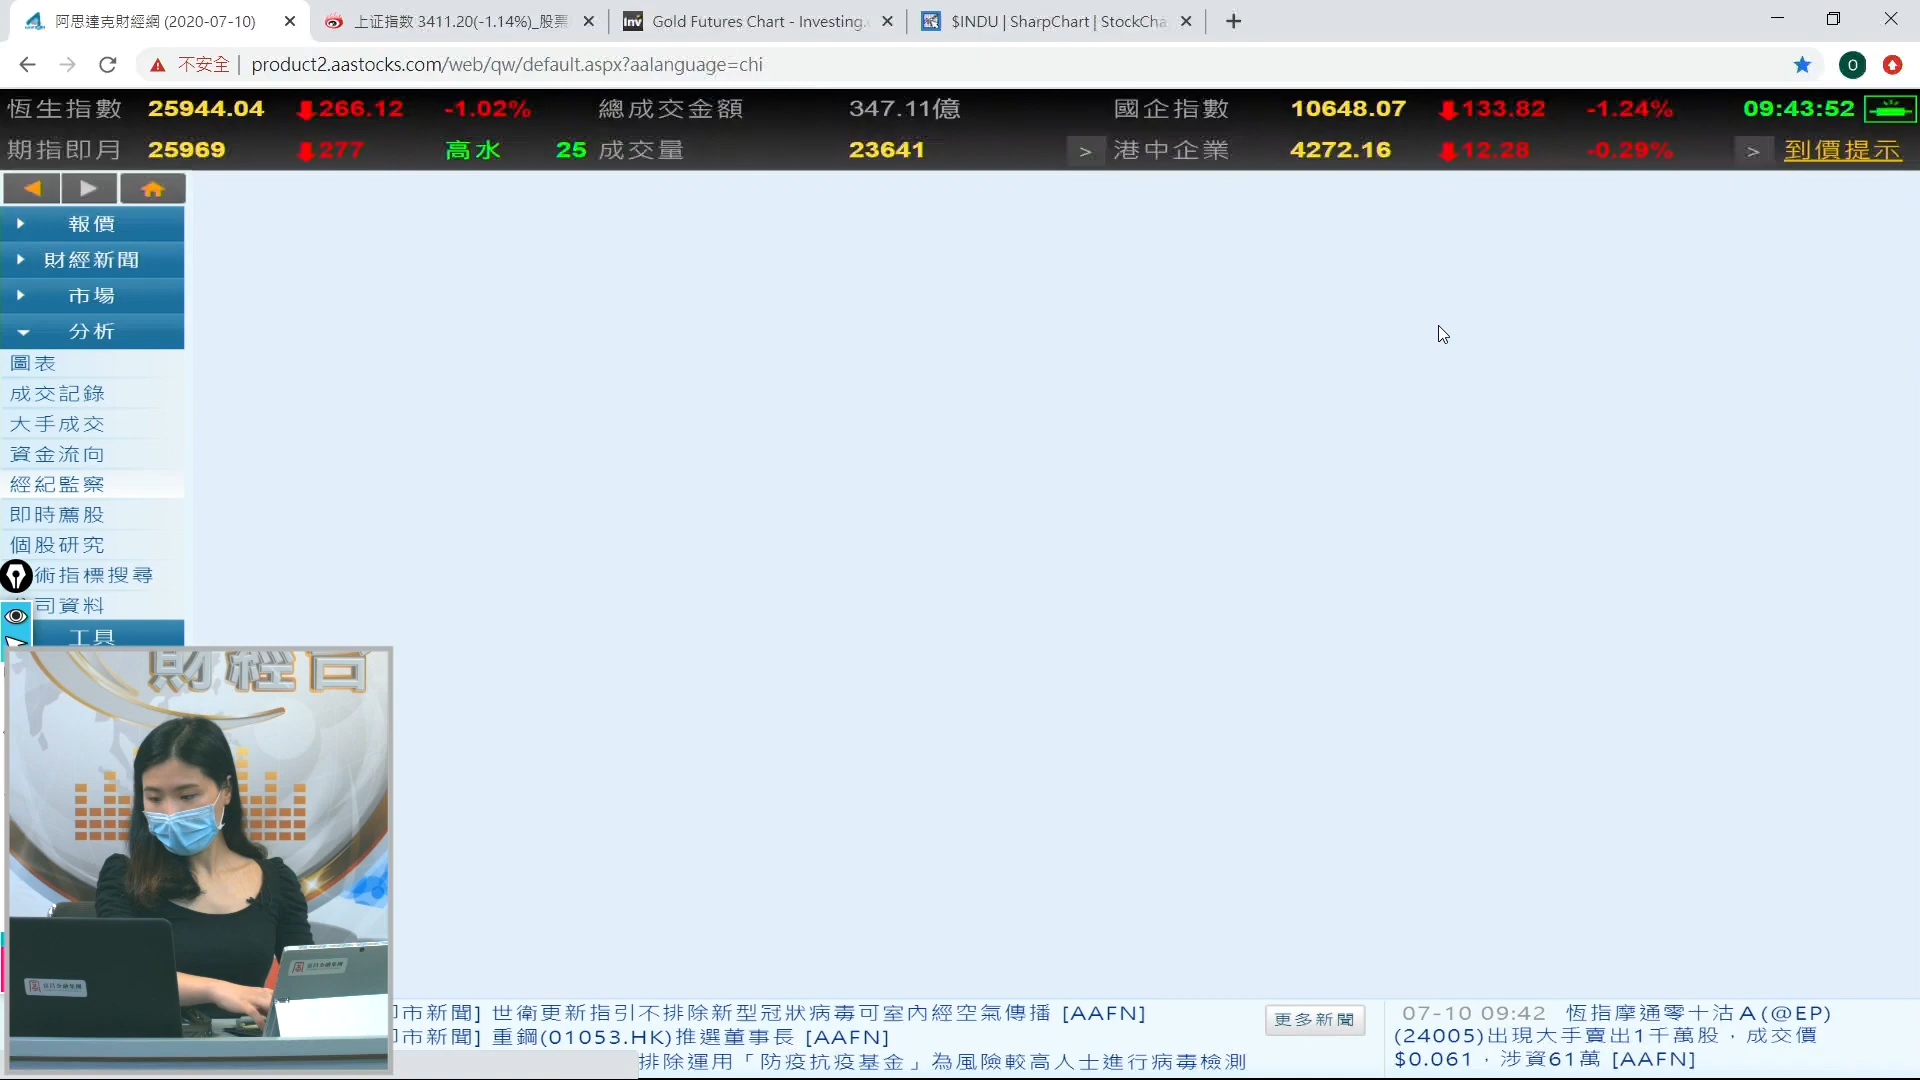 阿思達克財經網 (2020-07-10)
上证指数 3411.20(-1.14%)_股票
Gold Futures Chart - Investing.
$INDU | SharpChart | StockCha
不安全 | product2.aastocks.com/web/qw/default.aspx?aalanguage=chi
O
恆生指數 25944.04 266.12 -1.02% 總成交金額 347.11億 國企指數 10648.07 133.82 -1.24% 09:43:52
期指即月 25969 277 高水 25 成交量 23641 > 港中企業 4272.16 12.28 -0.29% > 到價提示
報價
財經新聞
市場
分析
圖表
成交記錄
大手成交
資金流向
經紀監察
即時薦股
個股研究
術指標搜尋
司資料
工具
財經台
市新聞] 世衛更新指引不排除新型冠狀病毒可室內經空氣傳播 [AAFN]
市新聞] 重鋼(01053.HK)推選董事長 [AAFN]
排除運用「防疫抗疫基金」為風險較高人士進行病毒檢測
更多新聞
07-10 09:42 恆指摩通零十沽A(@EP)
(24005)出現大手賣出1千萬股，成交價
$0.061，涉資61萬 [AAFN]